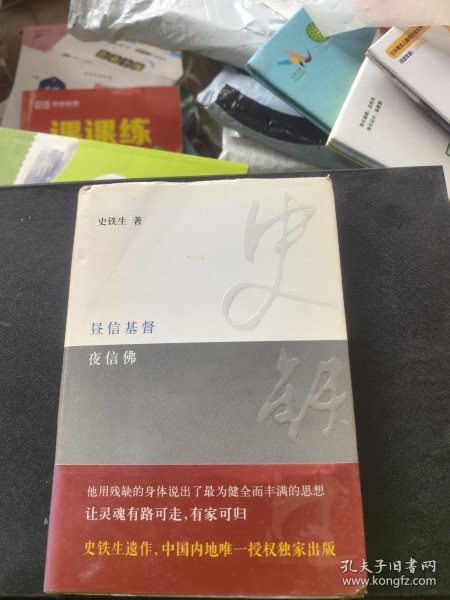 课课练
史铁生 著
史
铁
昼信基督
夜信佛
他用残缺的身体说出了最为健全而丰满的思想
让灵魂有路可走，有家可归
史铁生遗作，中国内地唯一授权独家出版
孔夫子旧书网